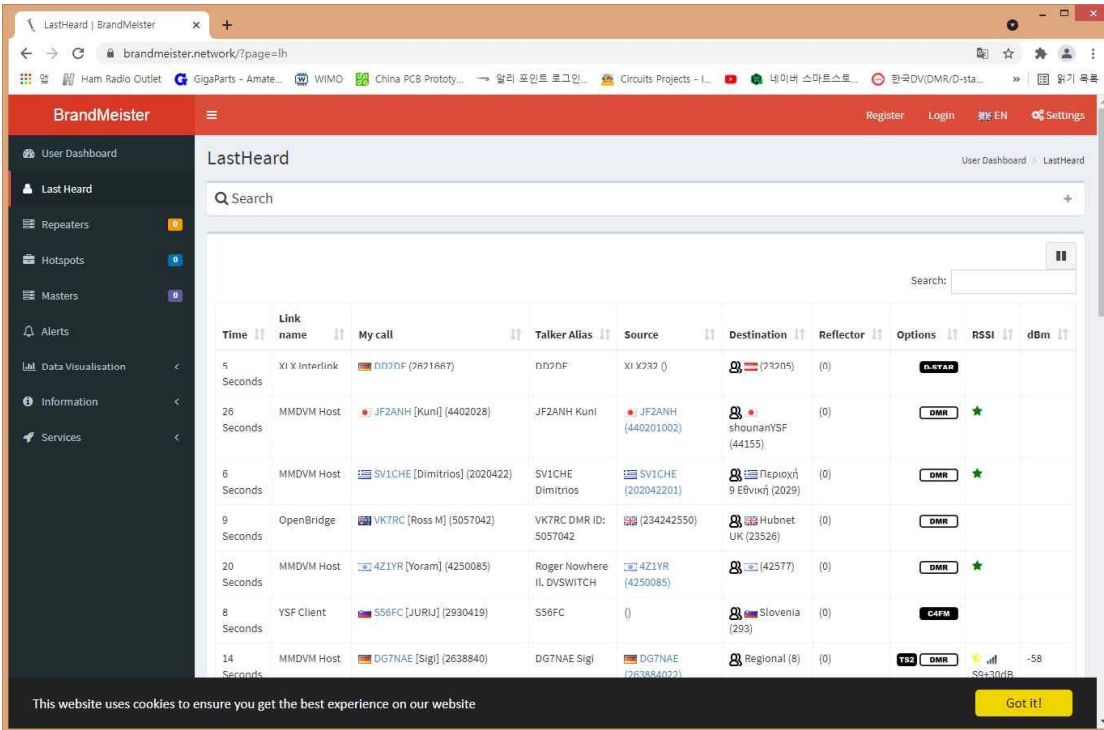 LastHeard | BrandMeister
brandmeister.network/?page=lh
앱 Ham Radio Outlet GigaParts - Amate... WIMO China PCB Prototy... 알리 포인트 로그인... Circuits Projects - I... 네이버 스마트스토... 한국DV(DMR/D-sta... » 읽기 목록
BrandMeister Register Login EN Settings
User Dashboard
Last Heard
Repeaters 0
Hotspots 0
Masters 0
Alerts
Data Visualisation
Information
Services
LastHeard User Dashboard > LastHeard
Search +
Search:
Link
Time name My call Talker Alias Source Destination Reflector Options RSSI dBm
5 XLX Interlink DD2DF (2621667) DD2DF XLX232 () (23205) (0) D-STAR
Seconds
26 MMDVM Host JF2ANH [Kuni] (4402028) JF2ANH Kuni JF2ANH (0) DMR
Seconds (440201002) shounanYSF
(44155)
6 MMDVM Host SV1CHE [Dimitrios] (2020422) SV1CHE SV1CHE Περιοχή (0) DMR
Seconds Dimitrios (202042201) 9 Εθνική (2029)
9 OpenBridge VK7RC [Ross M] (5057042) VK7RC DMR ID: (234242550) Hubnet (0) DMR
Seconds 5057042 UK (23526)
20 MMDVM Host 4Z1YR [Yoram] (4250085) Roger Nowhere 4Z1YR (42577) (0) DMR
Seconds IL DVSWITCH (4250085)
8 YSF Client S56FC [JURIJ] (2930419) S56FC () Slovenia (0) C4FM
Seconds (293)
14 MMDVM Host DG7NAE [Sigi] (2638840) DG7NAE Sigi DG7NAE Regional (8) (0) TS2 DMR -58
Seconds (263884022) S9+30dB
This website uses cookies to ensure you get the best experience on our website Got it!